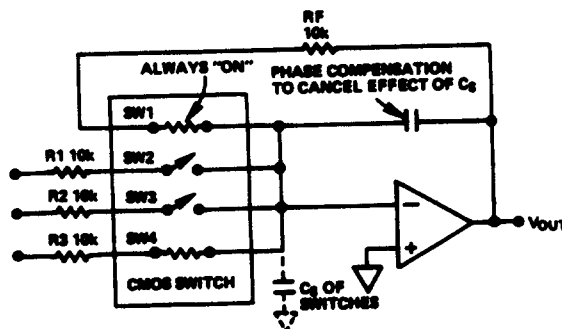 RF
10k
ALWAYS "ON"
PHASE COMPENSATION
TO CANCEL EFFECT OF CS
SW1
R1 10k
SW2
R2 10k
SW3
R3 10k
SW4
CMOS SWITCH
CS OF
SWITCHES
−
+
VOUT